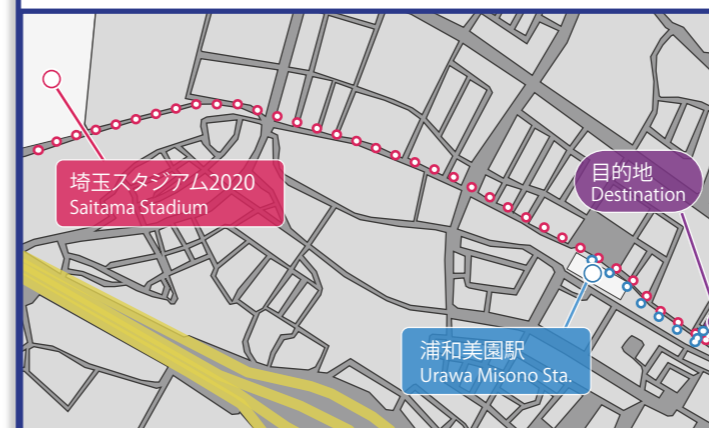 埼玉スタジアム2020
Saitama Stadium
目的地
Destination
浦和美園駅
Urawa Misono Sta.